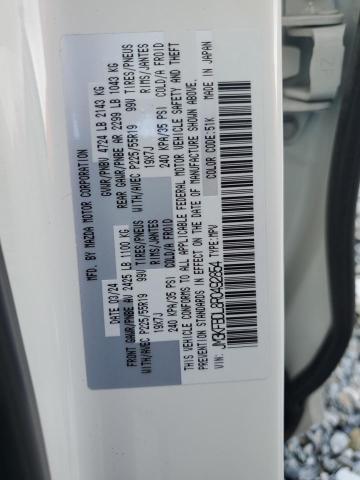 MFD. BY MAZDA MOTOR CORPORATION
DATE 03/24 GVWR/PNBV 4724 LB 2143 KG
FRONT GAWR/PNBE AV 2425 LB 1100 KG REAR GAWR/PNBE AR 2299 LB 1043 KG
WITH/AVEC P225/55R19 99V TIRES/PNEUS WITH/AVEC P225/55R19 99V TIRES/PNEUS
19X7J RIMS/JANTES 19X7J RIMS/JANTES
240 KPA/35 PSI COLD/A FROID 240 KPA/35 PSI COLD/A FROID
THIS VEHICLE CONFORMS TO ALL APPLICABLE FEDERAL MOTOR VEHICLE SAFETY AND THEFT
PREVENTION STANDARDS IN EFFECT ON THE DATE OF MANUFACTURE SHOWN ABOVE.
TYPE:MPV COLOR CODE:51K MADE IN JAPAN
VIN: